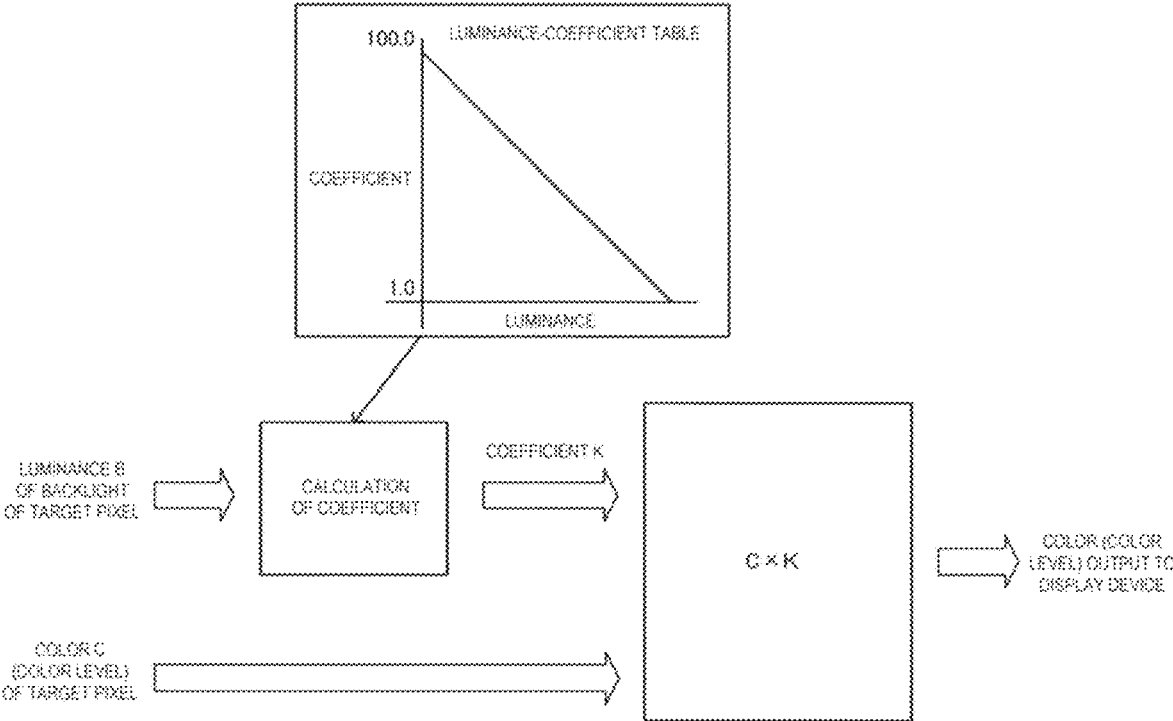 LUMINANCE-COEFFICIENT TABLE
100.0
COEFFICIENT
1.0
LUMINANCE
LUMINANCE B
OF BACKLIGHT
OF TARGET PIXEL
CALCULATION
OF COEFFICIENT
COEFFICIENT K
C × K
COLOR (COLOR
LEVEL) OUTPUT TO
DISPLAY DEVICE
COLOR C
(COLOR LEVEL)
OF TARGET PIXEL